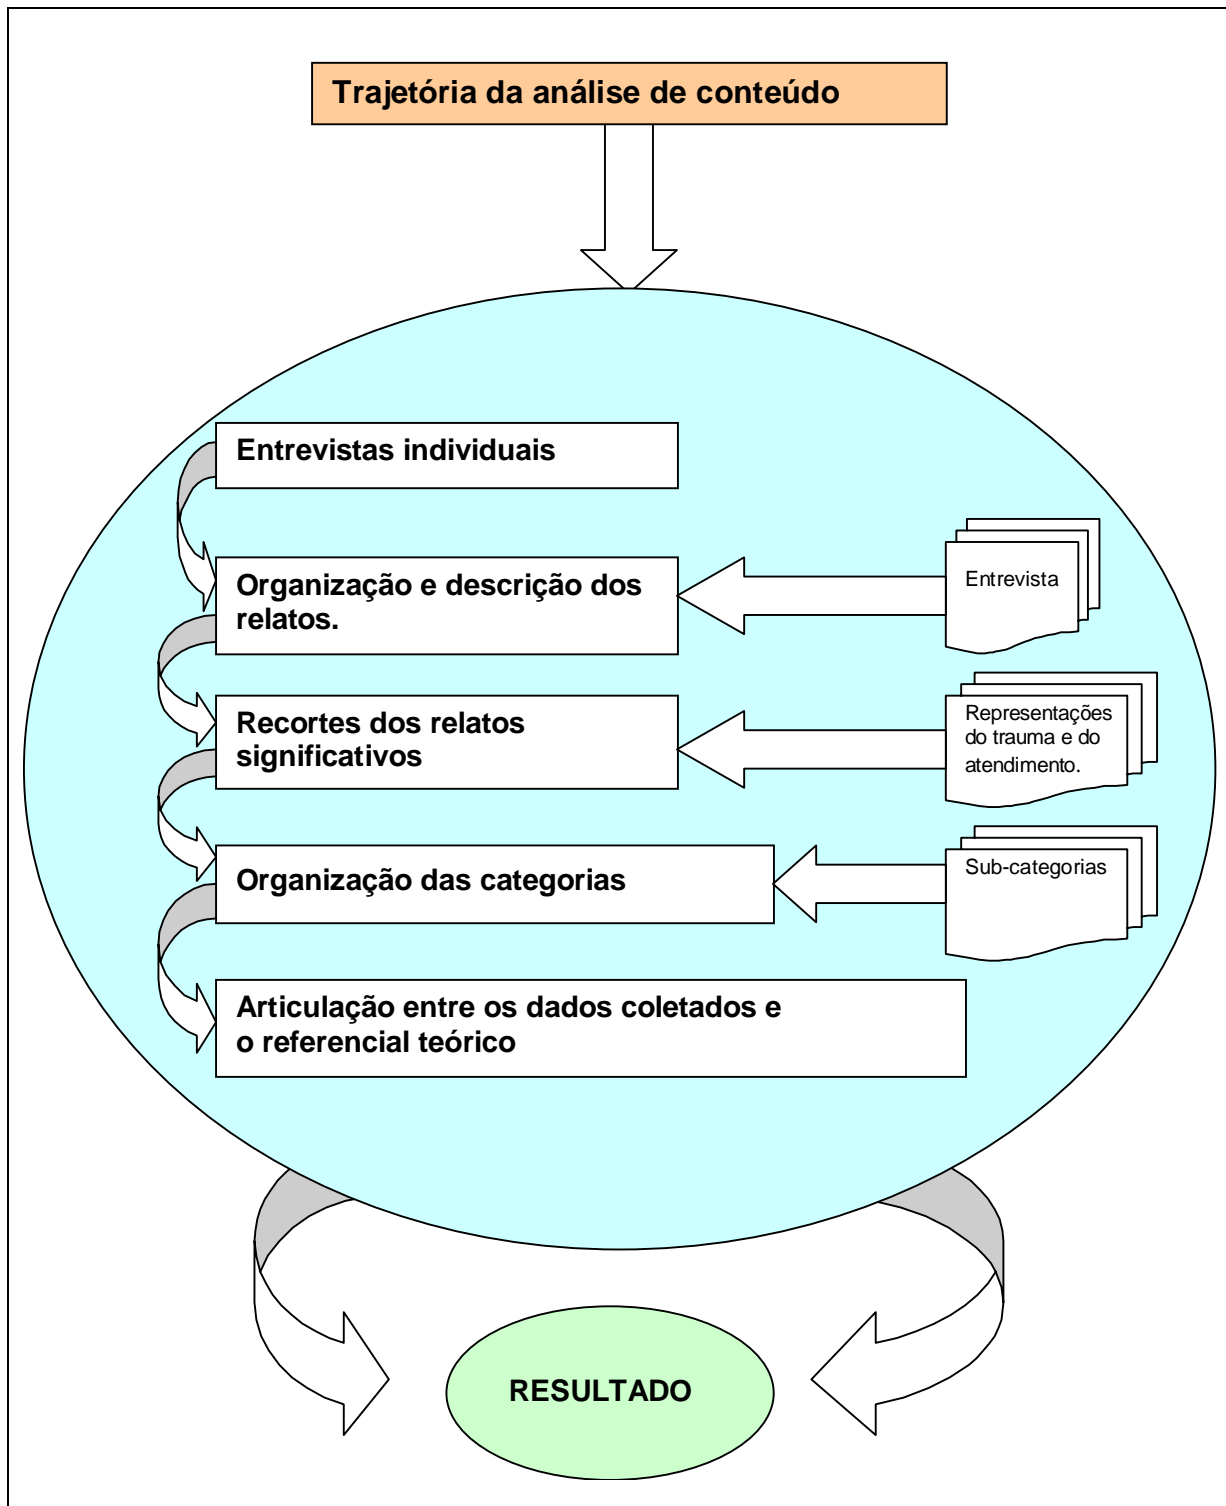 Trajetória da análise de conteúdo
Entrevistas individuais
Organização e descrição dos
relatos.
Entrevista
Recortes dos relatos
significativos
Representações
do trauma e do
atendimento.
Organização das categorias
Sub-categorias
Articulação entre os dados coletados e
o referencial teórico
RESULTADO